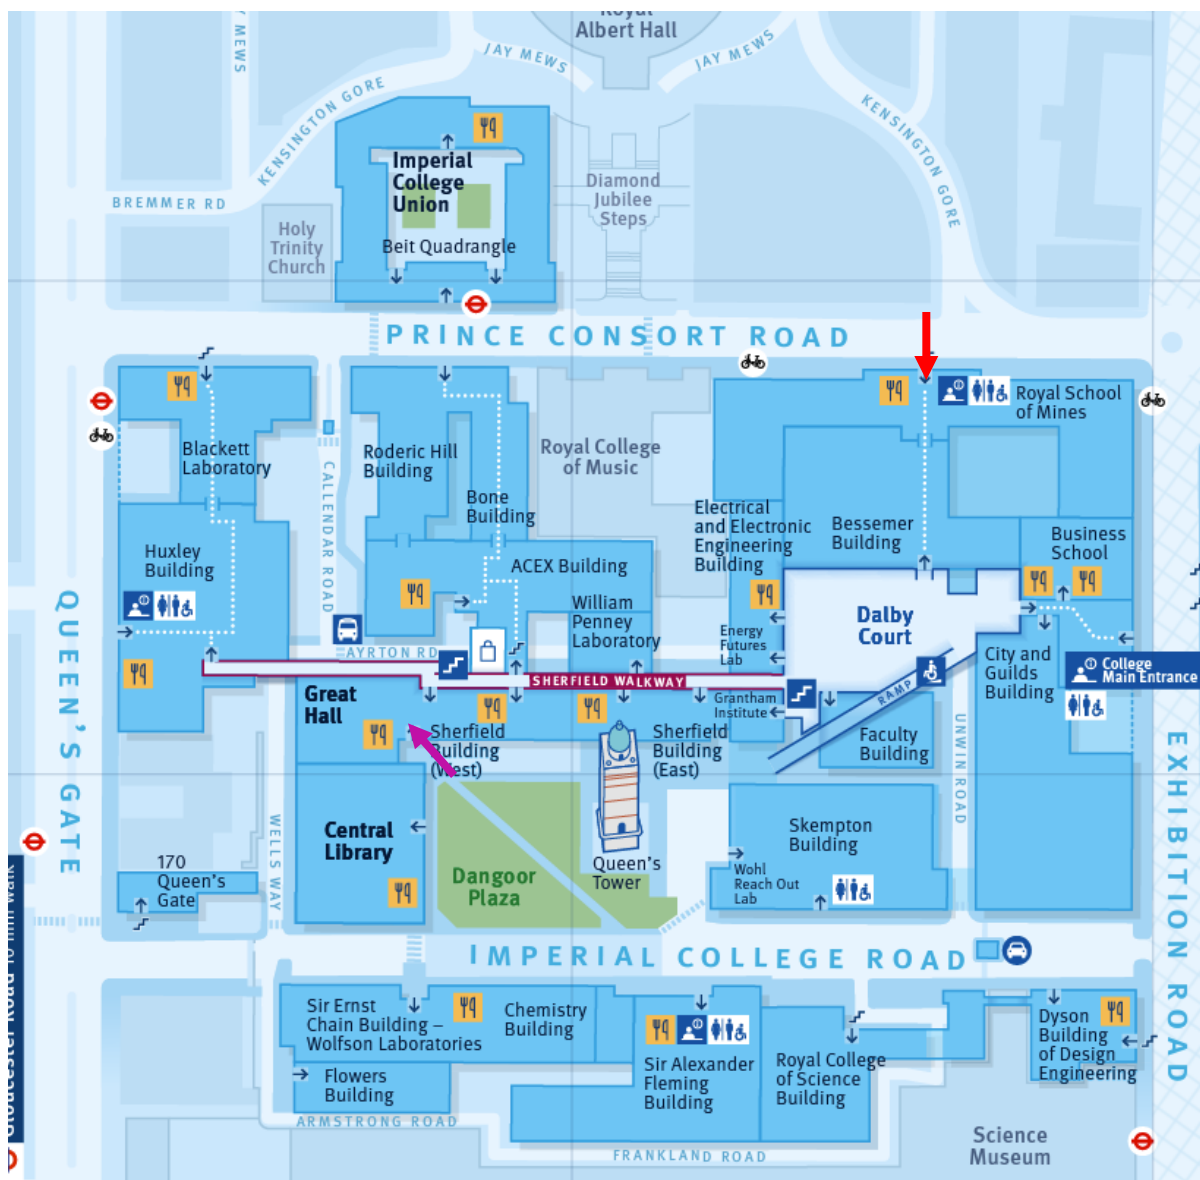 Royal
Albert Hall
MEWS
JAY MEWS
JAY MEWS
KENSINGTON GORE
KENSINGTON GORE
Imperial
College
Union
Diamond
Jubilee
Steps
BREMMER RD
Holy
Trinity
Church
Beit Quadrangle
PRINCE CONSORT ROAD
Royal School
of Mines
Blackett
Laboratory
Roderic Hill
Building
Royal College
of Music
CALLENDAR ROAD
Bone
Building
Electrical
and Electronic
Engineering
Building
Bessemer
Building
Business
School
Huxley
Building
ACEX Building
William
Penney
Laboratory
Dalby
Court
Energy
Futures
Lab
QUEEN'S GATE
AYRTON RD
SHERFIELD WALKWAY
City and
Guilds
Building
College
Main Entrance
RAMP
Great
Hall
Grantham
Institute
Sherfield
Building
(West)
Sherfield
Building
(East)
Faculty
Building
UNWIN ROAD
EXHIBITION ROAD
Central
Library
WELLS WAY
Skempton
Building
170
Queen's
Gate
Dangoor
Plaza
Queen's
Tower
Wohl
Reach Out
Lab
Gloucester Road 10 min walk
IMPERIAL COLLEGE ROAD
Sir Ernst
Chain Building –
Wolfson Laboratories
Chemistry
Building
Dyson
Building
of Design
Engineering
Flowers
Building
Sir Alexander
Fleming
Building
Royal College
of Science
Building
ARMSTRONG ROAD
FRANKLAND ROAD
Science
Museum